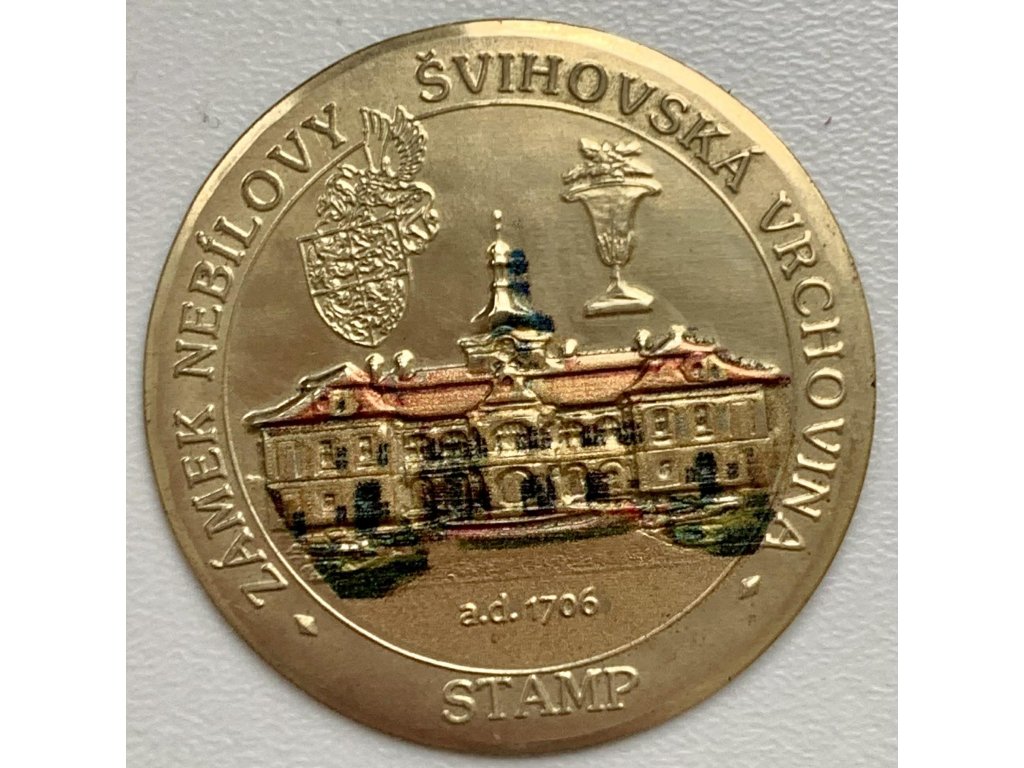 ZÁMEK NEBÍLOVY ŠVIHOVSKÁ VRCHOVINA
a.d. 1706
STAMP